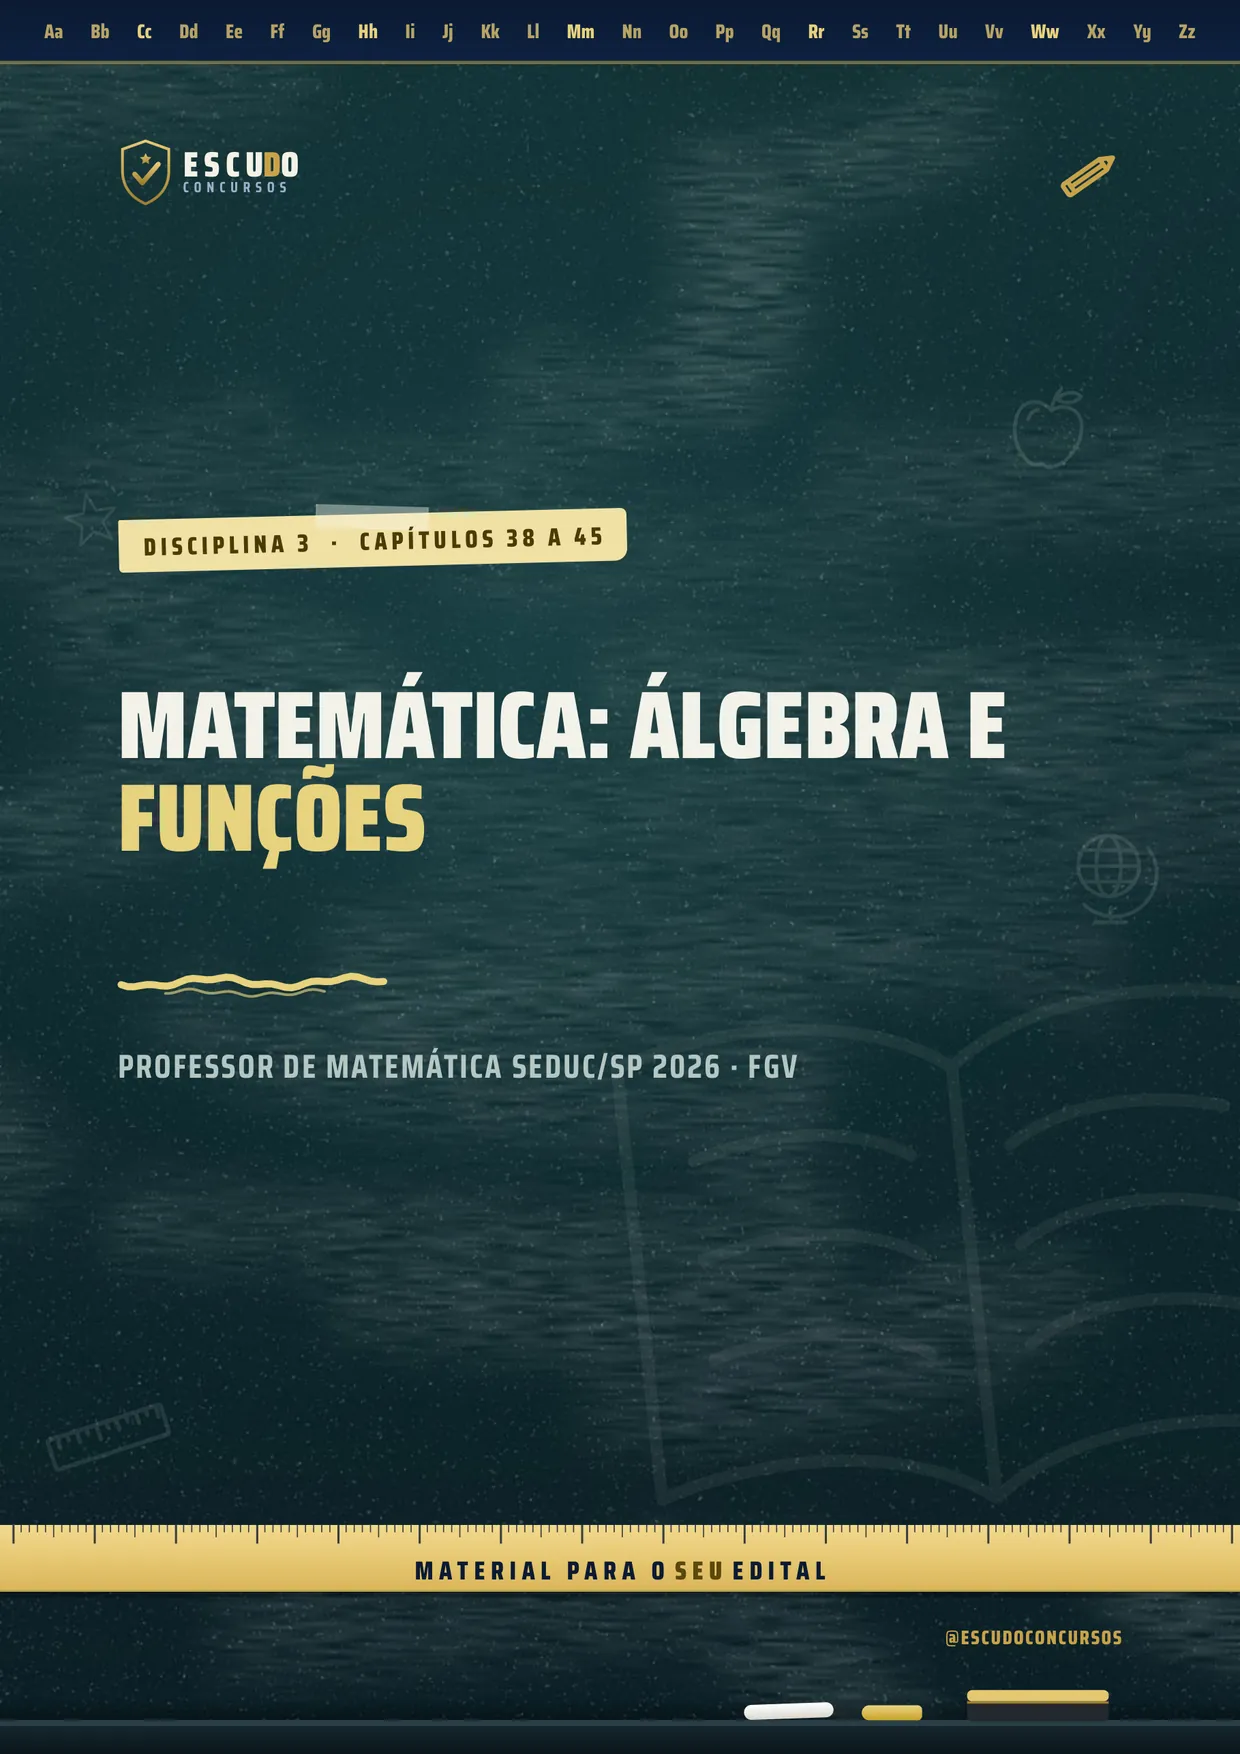 Aa Bb Cc Dd Ee Ff Gg Hh Ii Jj Kk Ll Mm Nn Oo Pp Qq Rr Ss Tt Uu Vv Ww Xx Yy Zz
ESCUDO
CONCURSOS
DISCIPLINA 3 · CAPÍTULOS 38 A 45
MATEMÁTICA: ÁLGEBRA E
FUNÇÕES
PROFESSOR DE MATEMÁTICA SEDUC/SP 2026 · FGV
MATERIAL PARA O SEU EDITAL
@ESCUDOCONCURSOS